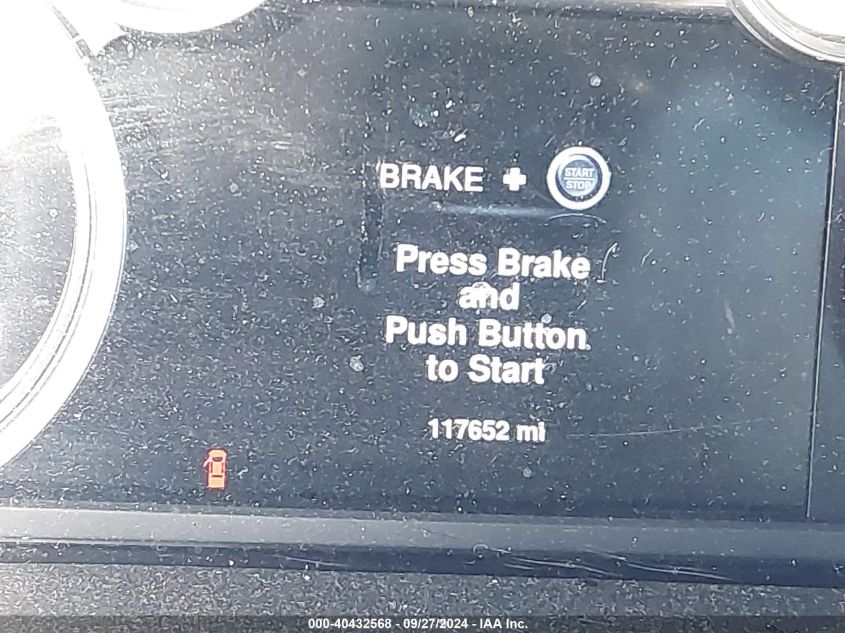 BRAKE + START STOP
Press Brake
and
Push Button
to Start
117652 mi
000-40432568 - 09/27/2024 - IAA Inc.